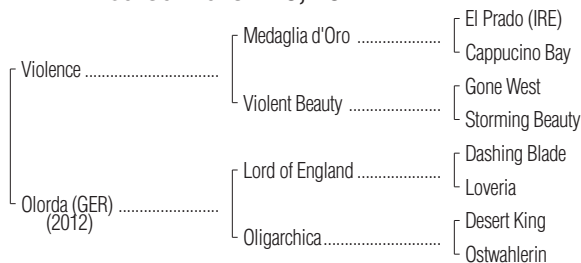 El Prado (IRE)
Medaglia d'Oro ......................
Cappucino Bay
Violence .................................
Gone West
Violent Beauty .......................
Storming Beauty
Dashing Blade
Lord of England ....................
Loveria
Olorda (GER) ........................
(2012)
Desert King
Oligarchica.............................
Ostwahlerin